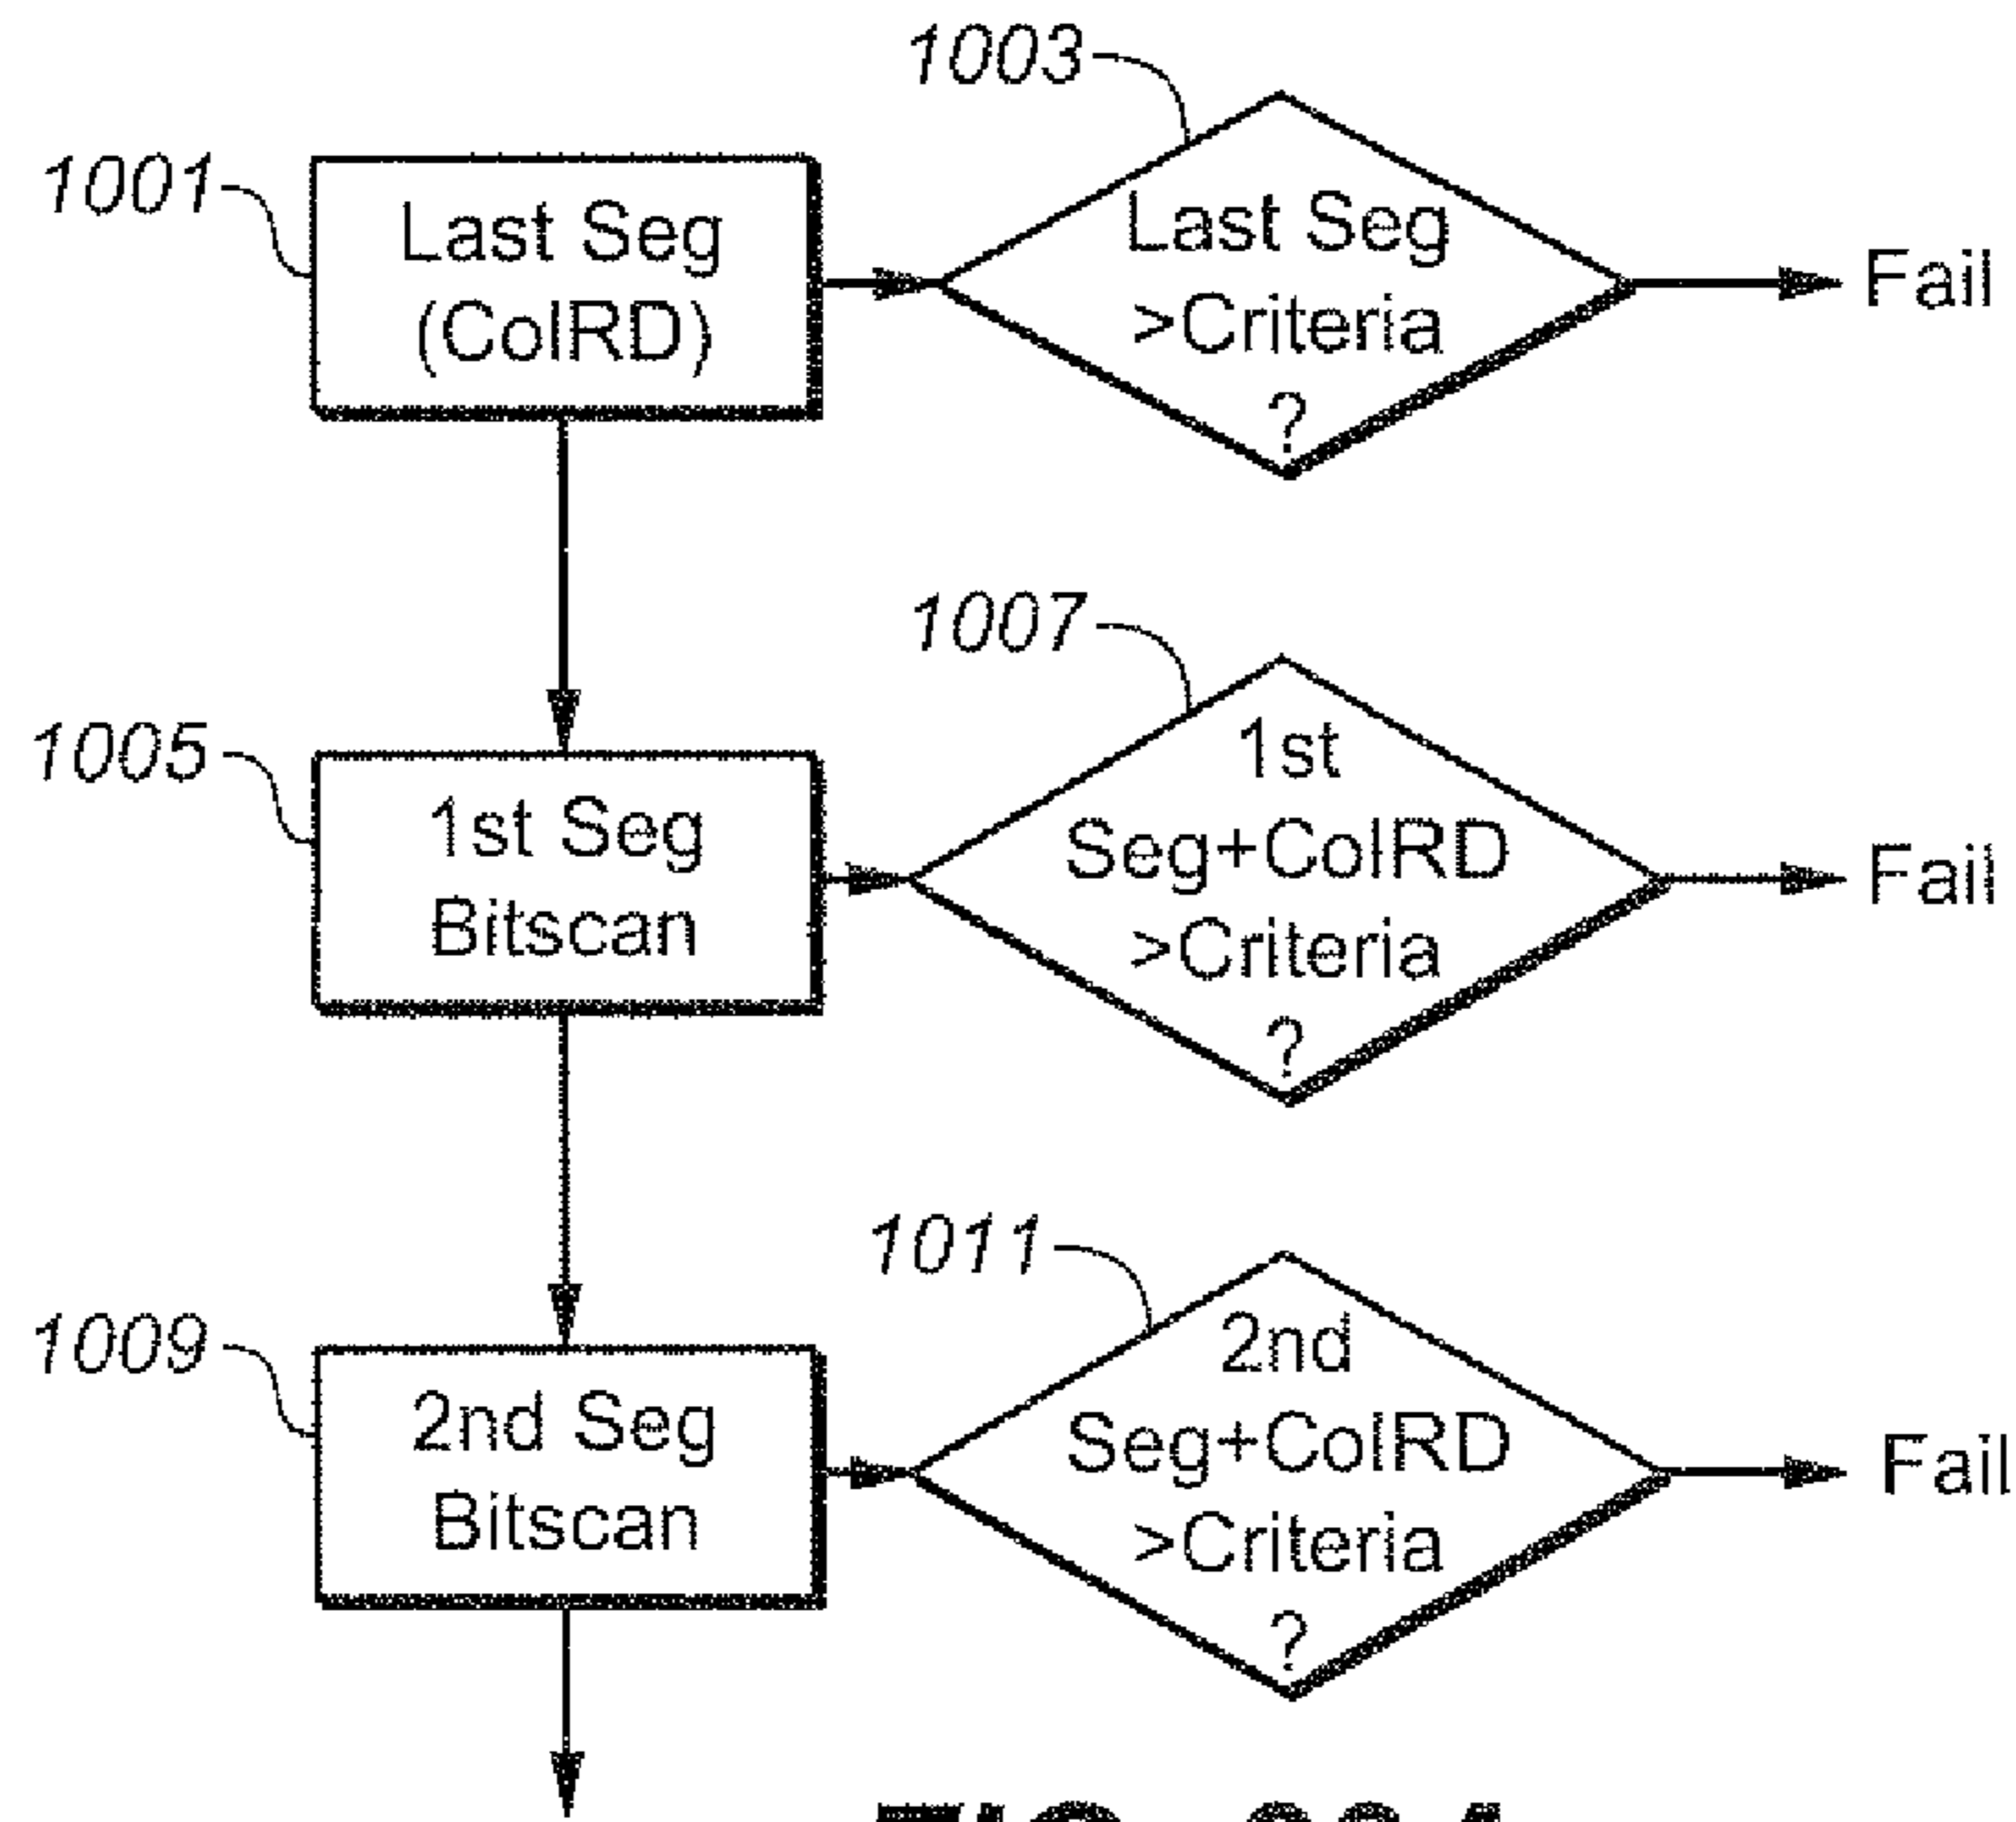 1003
1001
Last Seg
(ColRD)
Last Seg
>Criteria
?
Fail
1007
1005
1st Seg
Bitscan
1st
Seg+ColRD
>Criteria
?
Fail
1011
1009
2nd Seg
Bitscan
2nd
Seg+ColRD
>Criteria
?
Fail